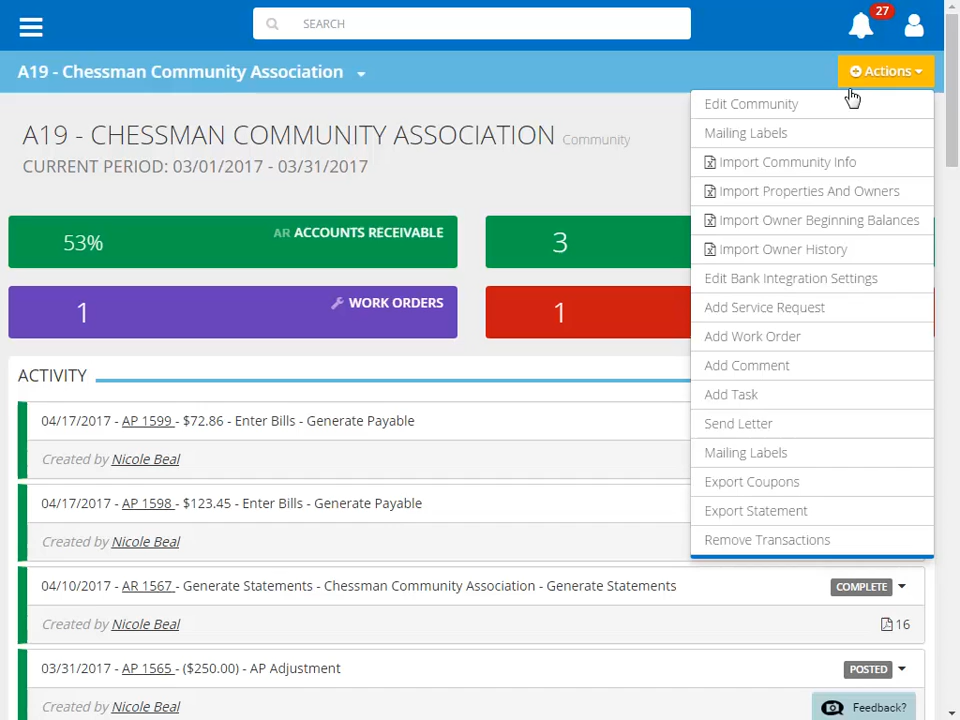 SEARCH
27
A19 - Chessman Community Association
Actions
A19 - CHESSMAN COMMUNITY ASSOCIATION Community
CURRENT PERIOD: 03/01/2017 - 03/31/2017
53%
AR ACCOUNTS RECEIVABLE
3
1
WORK ORDERS
1
Edit Community
Mailing Labels
Import Community Info
Import Properties And Owners
Import Owner Beginning Balances
Import Owner History
Edit Bank Integration Settings
Add Service Request
Add Work Order
Add Comment
Add Task
Send Letter
Mailing Labels
Export Coupons
Export Statement
Remove Transactions
ACTIVITY
04/17/2017 - AP 1599 - $72.86 - Enter Bills - Generate Payable
Created by Nicole Beal
04/17/2017 - AP 1598 - $123.45 - Enter Bills - Generate Payable
Created by Nicole Beal
04/10/2017 - AR 1567 - Generate Statements - Chessman Community Association - Generate Statements
COMPLETE
Created by Nicole Beal
16
03/31/2017 - AP 1565 - ($250.00) - AP Adjustment
POSTED
Created by Nicole Beal
Feedback?